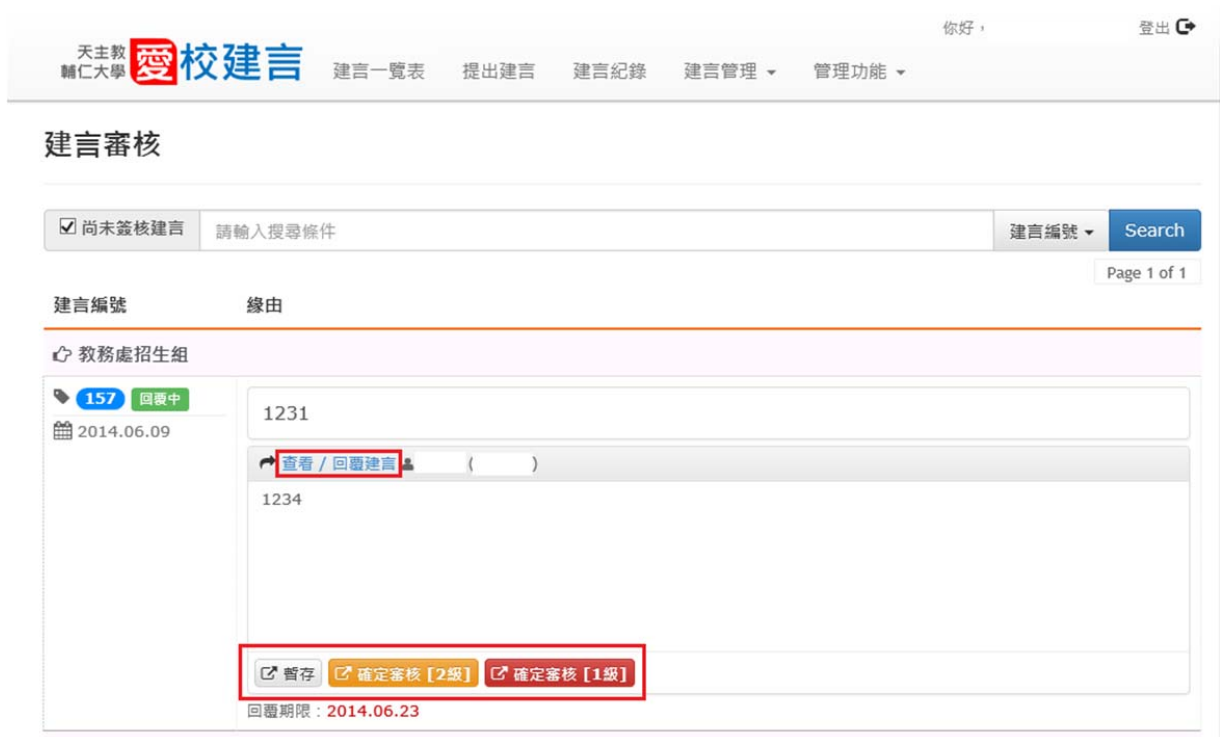 你好， 登出
天主教
輔仁大學 愛校建言 建言一覽表 提出建言 建言紀錄 建言管理 管理功能
建言審核
尚未簽核建言 請輸入搜尋條件 建言編號 Search
Page 1 of 1
建言編號 緣由
教務處招生組
157 回覆中 1231
2014.06.09
查看 / 回覆建言 ( )
1234
暫存 確定審核 [2級] 確定審核 [1級]
回覆期限：2014.06.23